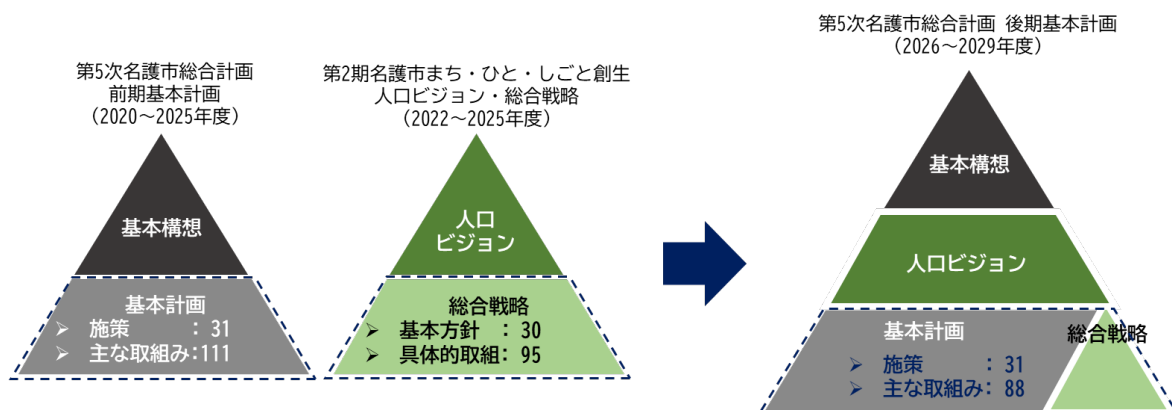 第5次名護市総合計画
前期基本計画
（2020～2025年度）
基本構想
基本計画
➢ 施策 : 31
➢ 主な取組み:111
第2期名護市まち・ひと・しごと創生
人口ビジョン・総合戦略
（2022～2025年度）
人口
ビジョン
総合戦略
➢ 基本方針 : 30
➢ 具体的取組: 95
第5次名護市総合計画 後期基本計画
（2026～2029年度）
基本構想
人口ビジョン
基本計画
➢ 施策 : 31
➢ 主な取組み: 88
総合戦略